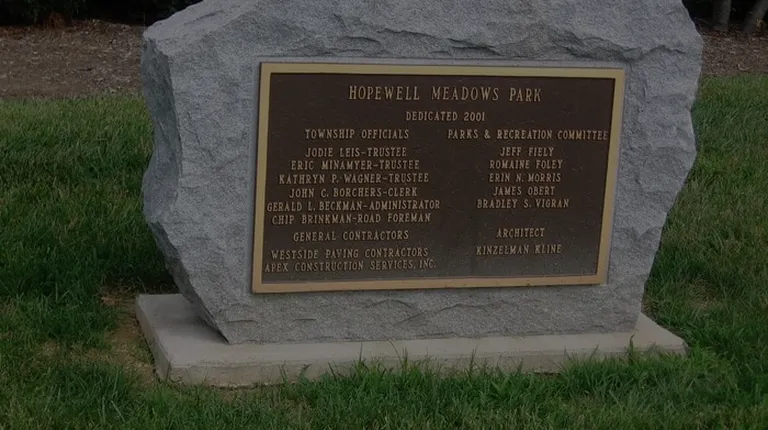 HOPEWELL MEADOWS PARK
DEDICATED 2001
TOWNSHIP OFFICIALS
JODIE LEIS-TRUSTEE
ERIC MINAMYER-TRUSTEE
KATHRYN P. WAGNER-TRUSTEE
JOHN C. BORCHERS-CLERK
GERALD L. BECKMAN-ADMINISTRATOR
CHIP BRINKMAN-ROAD FOREMAN
GENERAL CONTRACTORS
WESTSIDE PAVING CONTRACTORS
APEX CONSTRUCTION SERVICES, INC.
PARKS & RECREATION COMMITTEE
JEFF FIELY
ROMAINE FOLEY
ERIN N. MORRIS
JAMES OBERT
BRADLEY S. VIGRAN
ARCHITECT
KINZELMAN KLINE